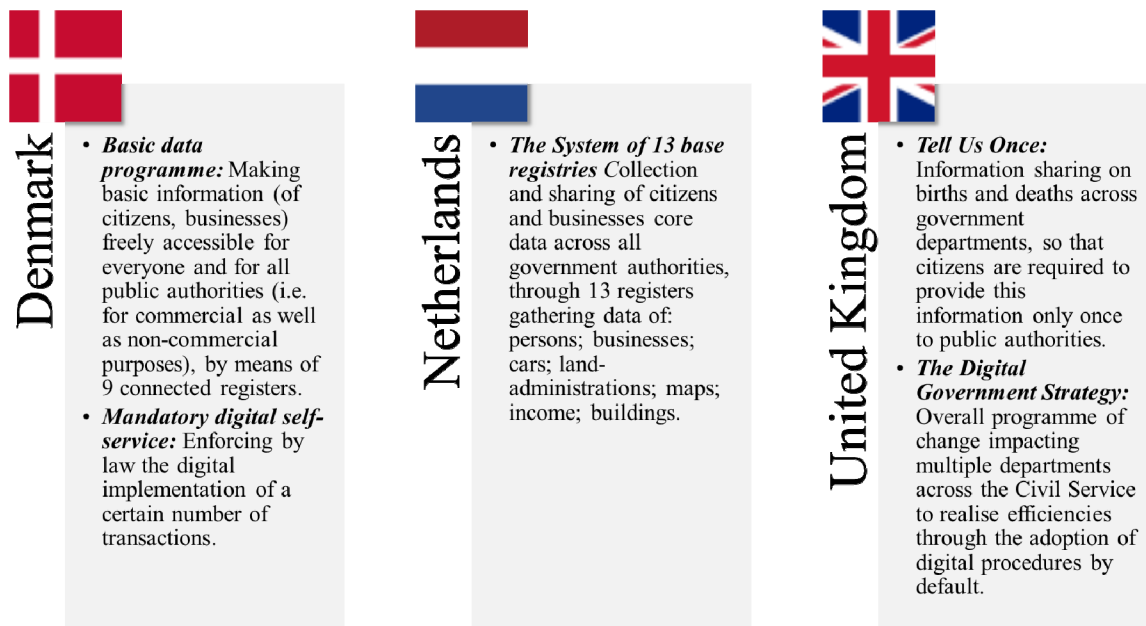 Denmark
• Basic data
programme: Making
basic information (of
citizens, businesses)
freely accessible for
everyone and for all
public authorities (i.e.
for commercial as well
as non-commercial
purposes), by means of
9 connected registers.
• Mandatory digital self-
service: Enforcing by
law the digital
implementation of a
certain number of
transactions.
Netherlands
• The System of 13 base
registries Collection
and sharing of citizens
and businesses core
data across all
government authorities,
through 13 registers
gathering data of:
persons; businesses;
cars; land-
administrations; maps;
income; buildings.
United Kingdom
• Tell Us Once:
Information sharing on
births and deaths across
government
departments, so that
citizens are required to
provide this
information only once
to public authorities.
• The Digital
Government Strategy:
Overall programme of
change impacting
multiple departments
across the Civil Service
to realise efficiencies
through the adoption of
digital procedures by
default.